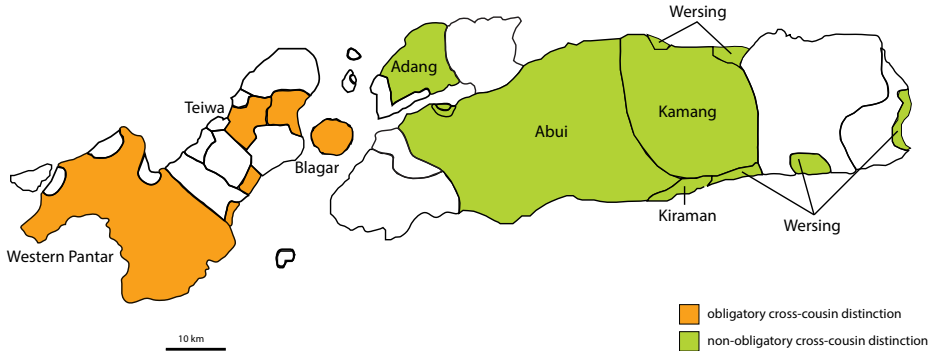 Wersing
Adang
Teiwa
Kamang
Abui
Blagar
Kiraman
Wersing
Western Pantar
obligatory cross-cousin distinction
10 km
non-obligatory cross-cousin distinction